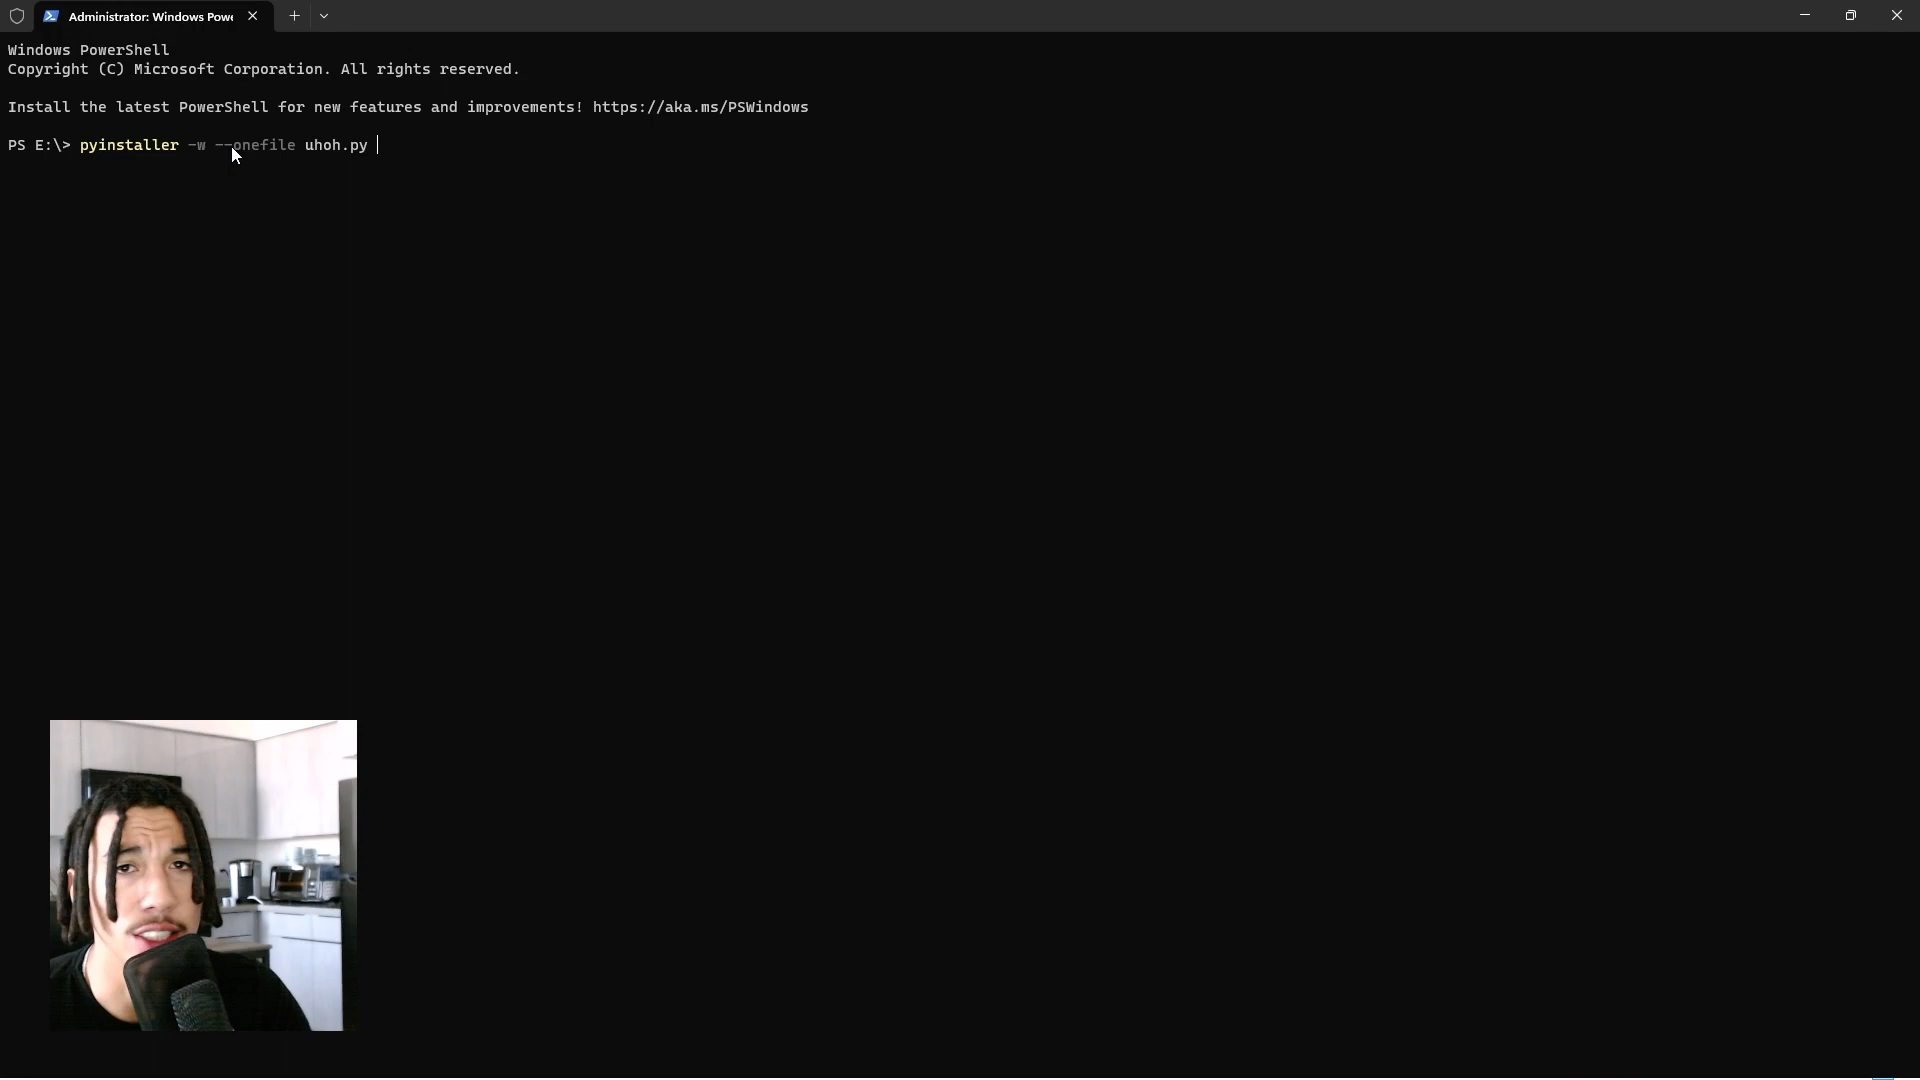 Administrator: Windows Powe
Windows PowerShell
Copyright (C) Microsoft Corporation. All rights reserved.
Install the latest PowerShell for new features and improvements! https://aka.ms/PSWindows
PS E:\> pyinstaller -w --onefile uhoh.py